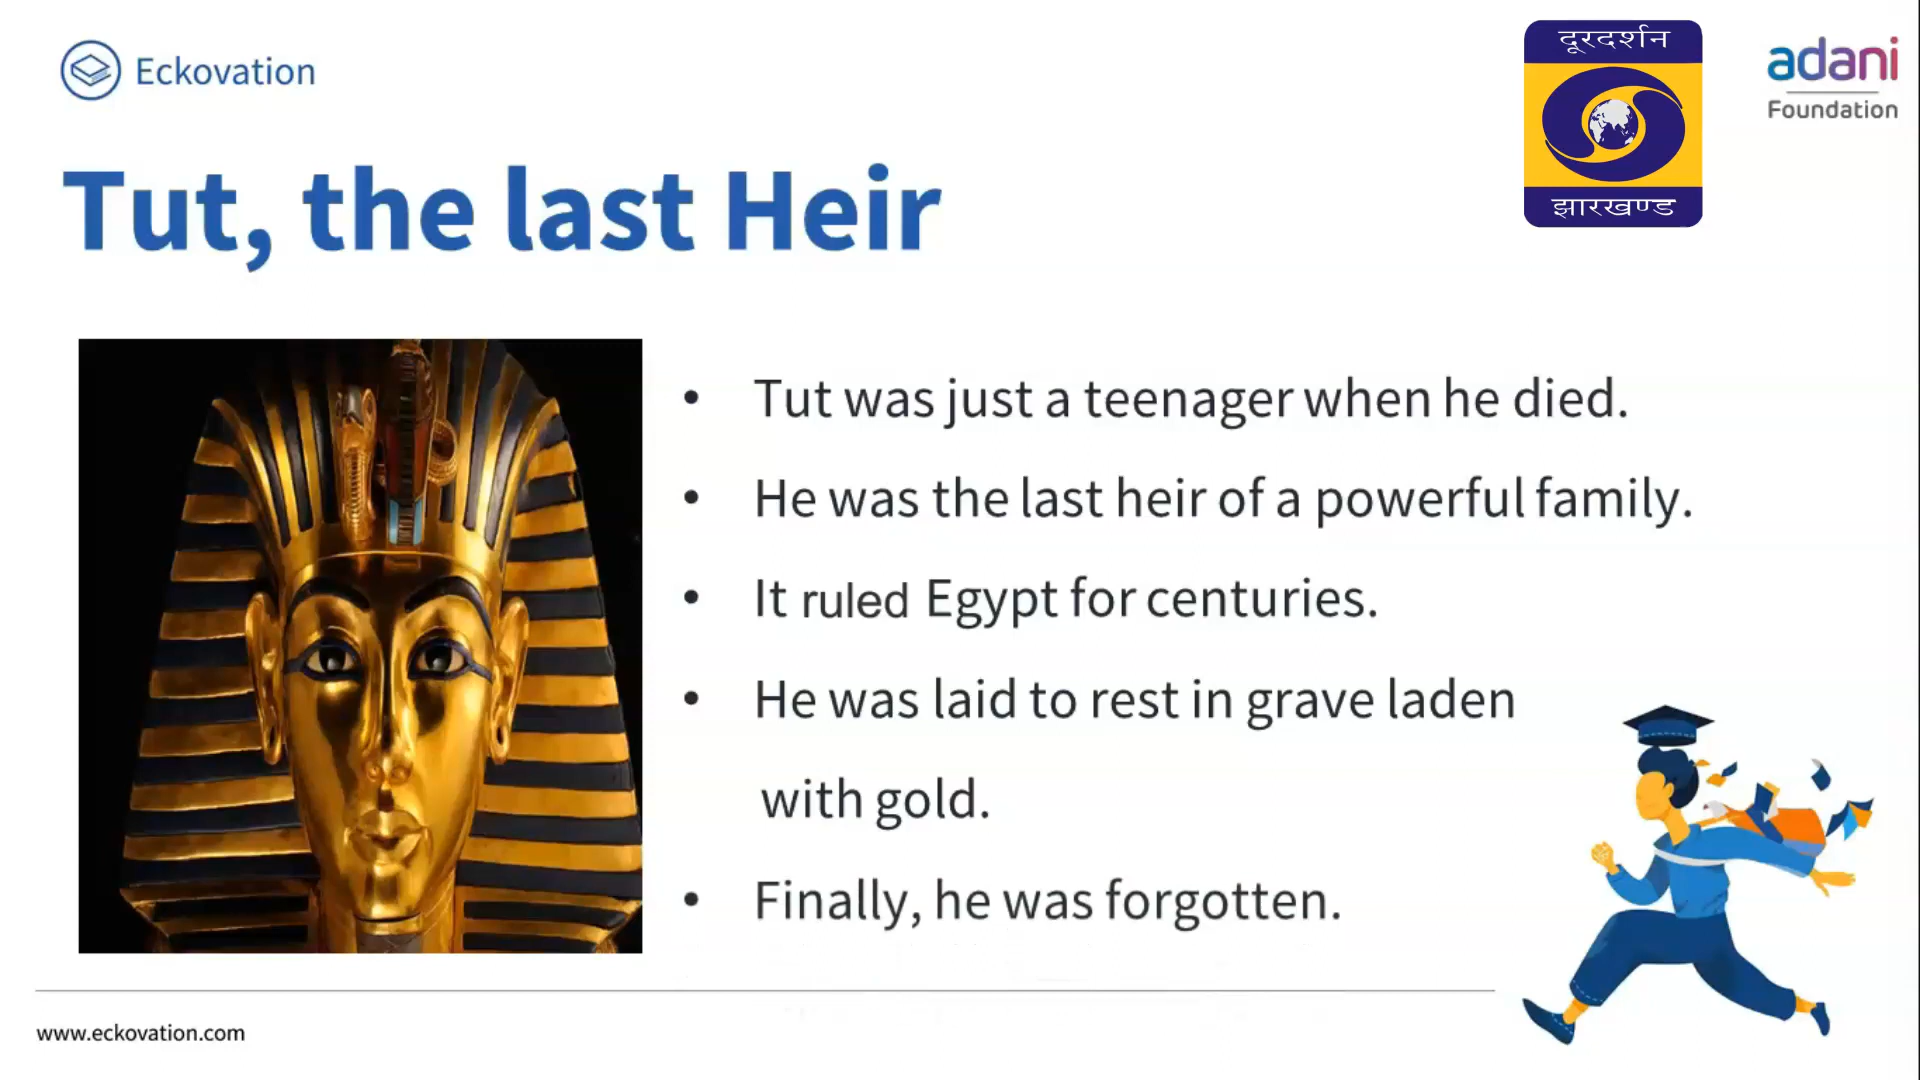 Eckovation
दूरदर्शन
झारखण्ड
adani
Foundation
Tut, the last Heir
• Tut was just a teenager when he died.
• He was the last heir of a powerful family.
• It ruled Egypt for centuries.
• He was laid to rest in grave laden
with gold.
• Finally, he was forgotten.
www.eckovation.com